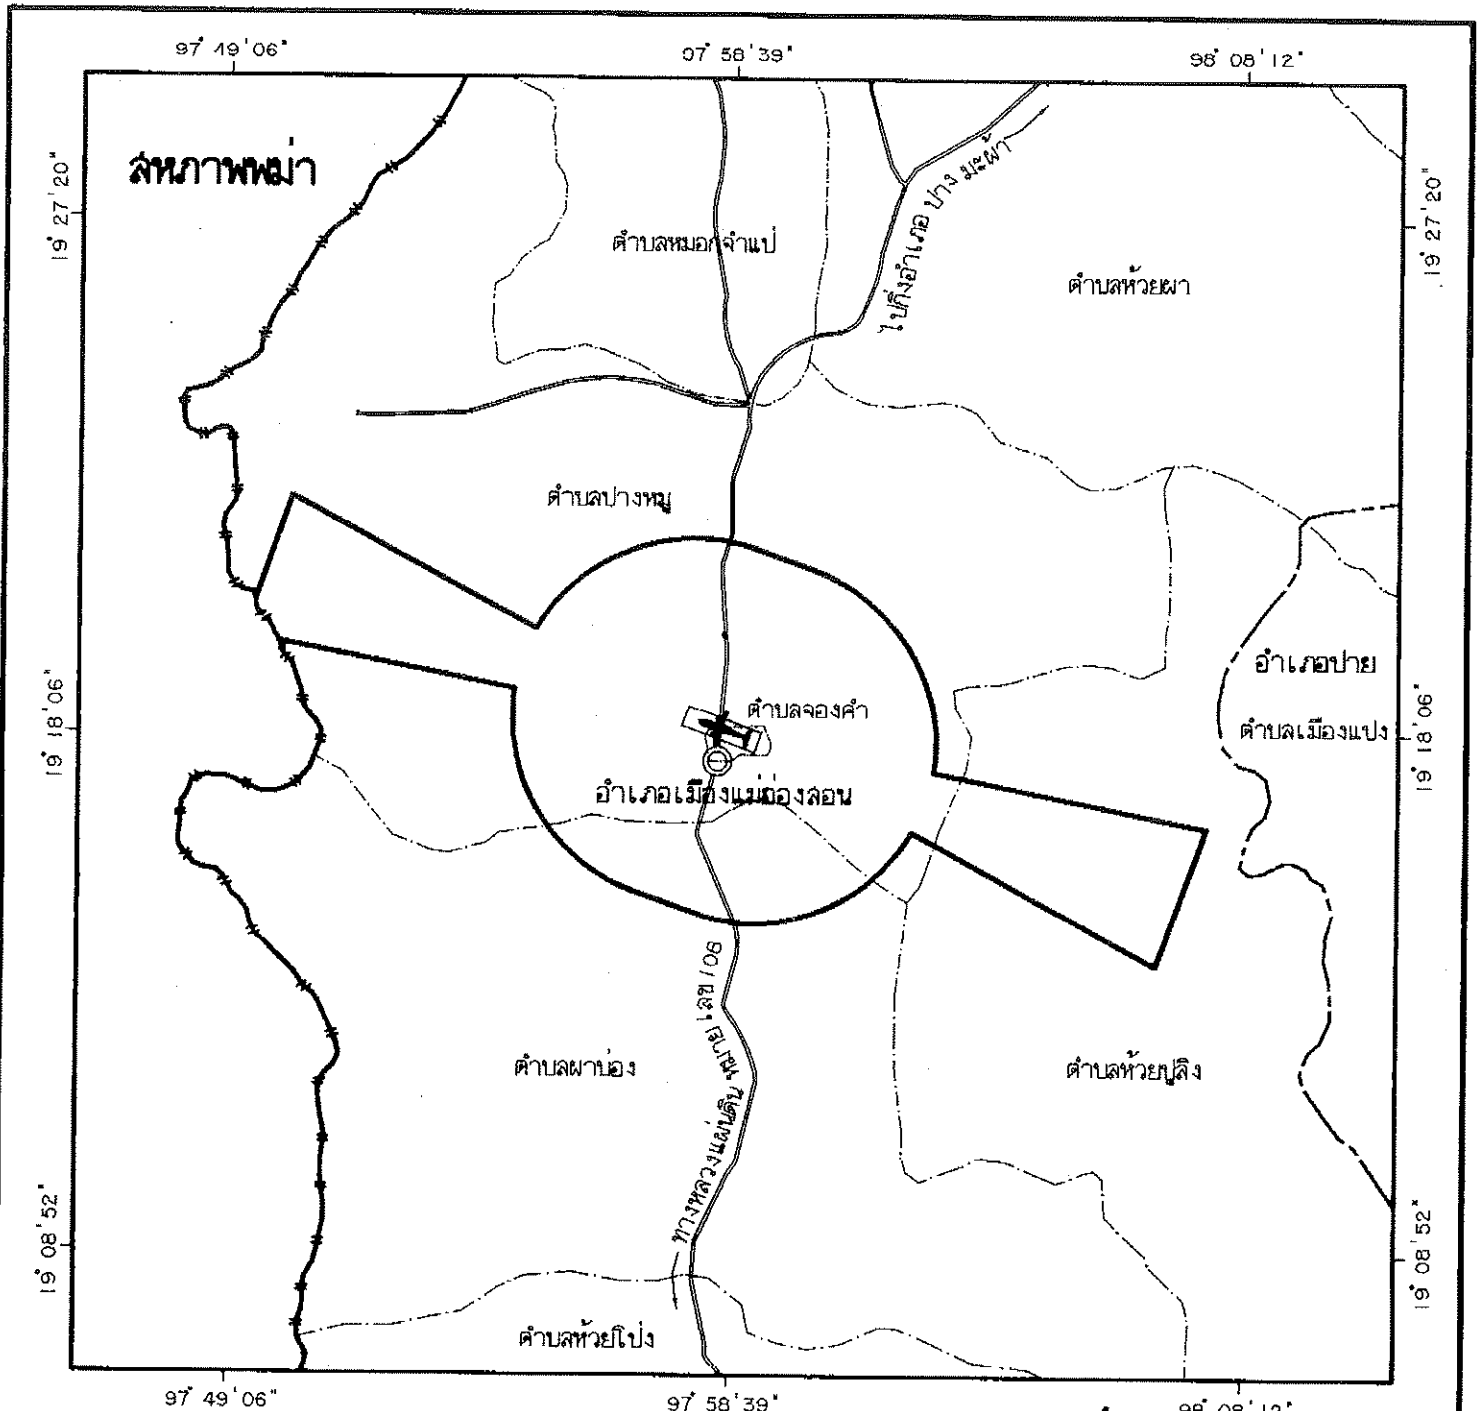 97° 49' 06"
97° 58' 39"
98° 08' 12"
สหภาพพม่า
19° 27' 20"
19° 27' 20"
ตำบลหมอกจำแป่
ไปกิ่งอำเภอ ปาง มะผ้า
ตำบลห้วยผา
ตำบลปางหมู
อำเภอปาย
19° 18' 06"
ตำบลจองคำ
ตำบลเมืองแปง
19° 18' 06"
อำเภอเมืองแม่ฮ่องสอน
ทางหลวงแผ่นดิน หมายเลข 108
ตำบลผาบ่อง
ตำบลห้วยปูลิง
19° 08' 52"
19° 08' 52"
ตำบลห้วยโป่ง
97° 49' 06"
97° 58' 39"
98° 08' 12"